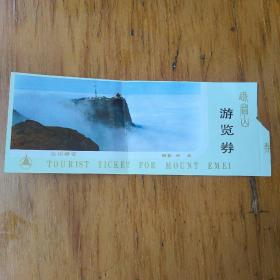 峨眉山
游览券
TOURIST TICKET FOR MOUNT EMEI